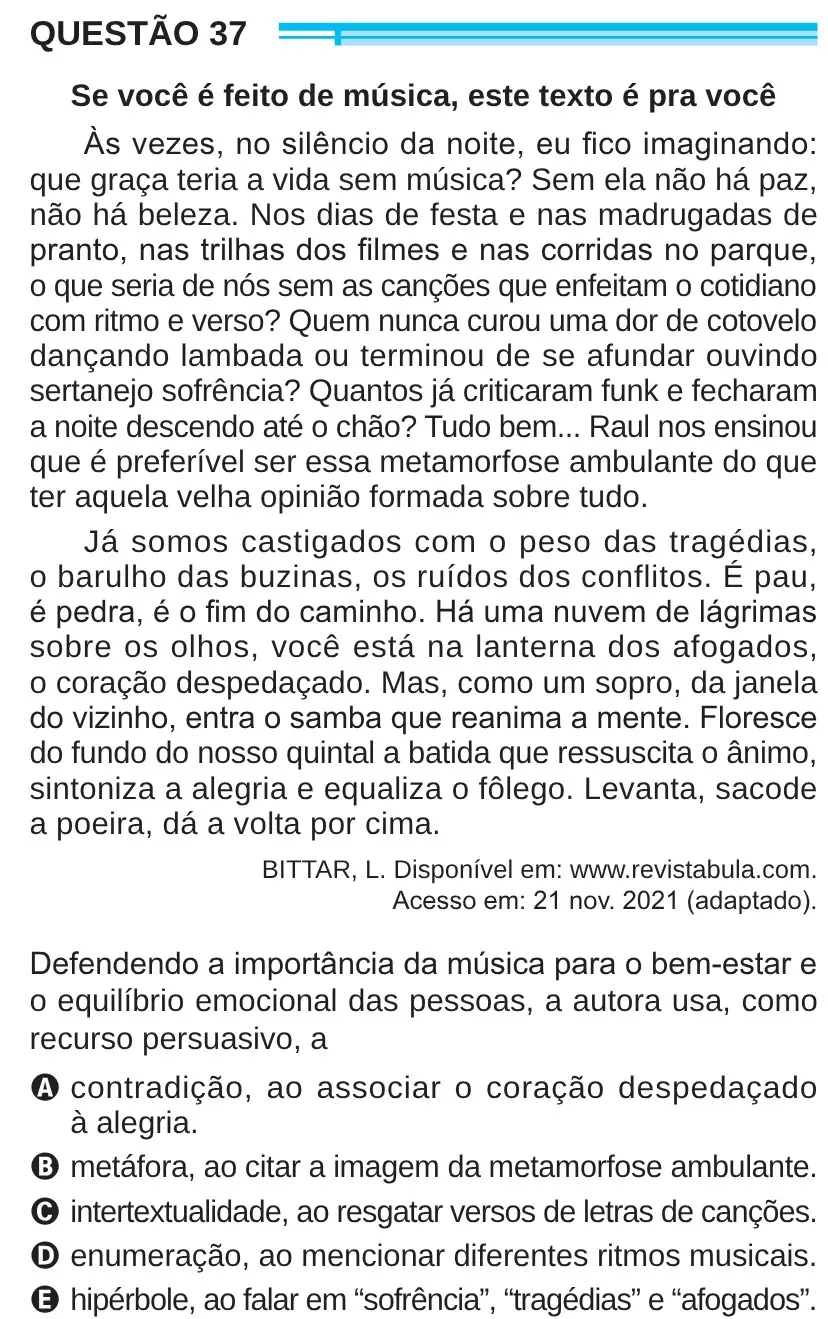 QUESTÃO 37
Se você é feito de música, este texto é pra você
Às vezes, no silêncio da noite, eu fico imaginando:
que graça teria a vida sem música? Sem ela não há paz,
não há beleza. Nos dias de festa e nas madrugadas de
pranto, nas trilhas dos filmes e nas corridas no parque,
o que seria de nós sem as canções que enfeitam o cotidiano
com ritmo e verso? Quem nunca curou uma dor de cotovelo
dançando lambada ou terminou de se afundar ouvindo
sertanejo sofrência? Quantos já criticaram funk e fecharam
a noite descendo até o chão? Tudo bem... Raul nos ensinou
que é preferível ser essa metamorfose ambulante do que
ter aquela velha opinião formada sobre tudo.
Já somos castigados com o peso das tragédias,
o barulho das buzinas, os ruídos dos conflitos. É pau,
é pedra, é o fim do caminho. Há uma nuvem de lágrimas
sobre os olhos, você está na lanterna dos afogados,
o coração despedaçado. Mas, como um sopro, da janela
do vizinho, entra o samba que reanima a mente. Floresce
do fundo do nosso quintal a batida que ressuscita o ânimo,
sintoniza a alegria e equaliza o fôlego. Levanta, sacode
a poeira, dá a volta por cima.
BITTAR, L. Disponível em: www.revistabula.com.
Acesso em: 21 nov. 2021 (adaptado).
Defendendo a importância da música para o bem-estar e
o equilíbrio emocional das pessoas, a autora usa, como
recurso persuasivo, a
A contradição, ao associar o coração despedaçado
à alegria.
B metáfora, ao citar a imagem da metamorfose ambulante.
C intertextualidade, ao resgatar versos de letras de canções.
D enumeração, ao mencionar diferentes ritmos musicais.
E hipérbole, ao falar em “sofrência”, “tragédias” e “afogados”.